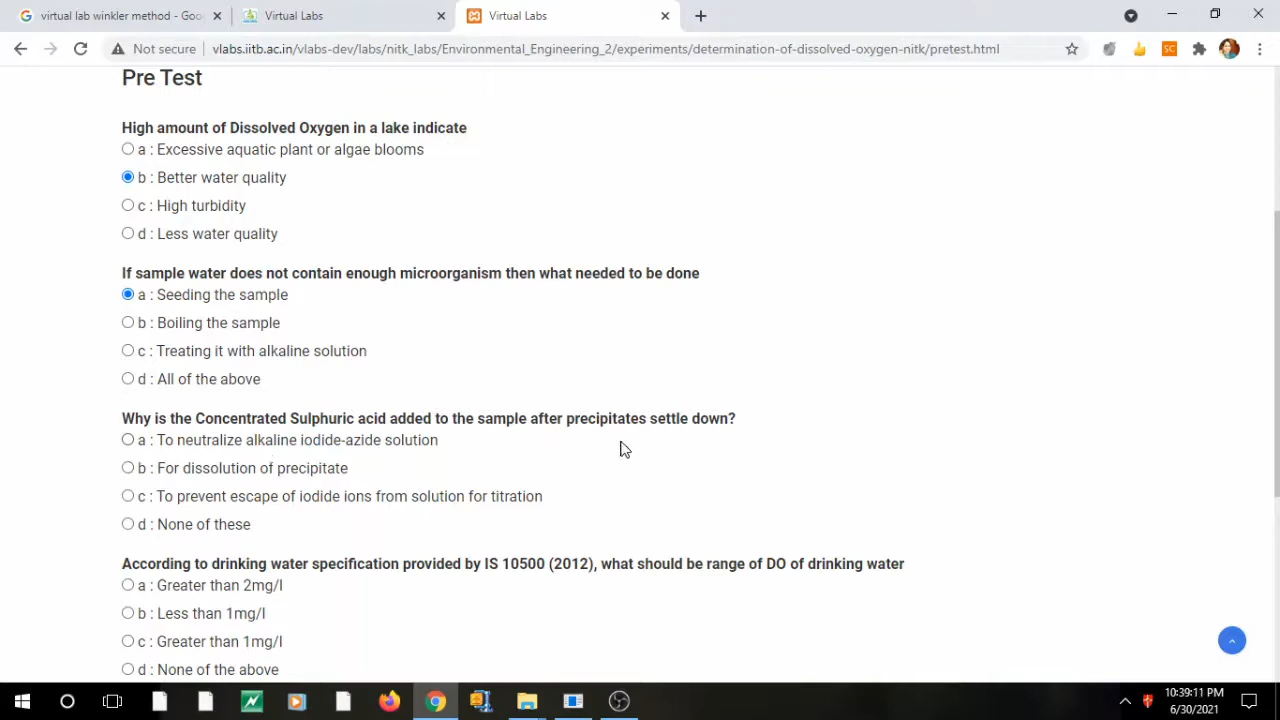 virtual lab winkler method - Goo
Virtual Labs
Virtual Labs
Not secure
vlabs.iitb.ac.in/vlabs-dev/labs/nitk_labs/Environmental_Engineering_2/experiments/determination-of-dissolved-oxygen-nitk/pretest.html
SC
Pre Test
High amount of Dissolved Oxygen in a lake indicate
a : Excessive aquatic plant or algae blooms
b : Better water quality
c : High turbidity
d : Less water quality
If sample water does not contain enough microorganism then what needed to be done
a : Seeding the sample
b : Boiling the sample
c : Treating it with alkaline solution
d : All of the above
Why is the Concentrated Sulphuric acid added to the sample after precipitates settle down?
a : To neutralize alkaline iodide-azide solution
b : For dissolution of precipitate
c : To prevent escape of iodide ions from solution for titration
d : None of these
According to drinking water specification provided by IS 10500 (2012), what should be range of DO of drinking water
a : Greater than 2mg/l
b : Less than 1mg/l
c : Greater than 1mg/l
d : None of the above
10:39:11 PM
6/30/2021